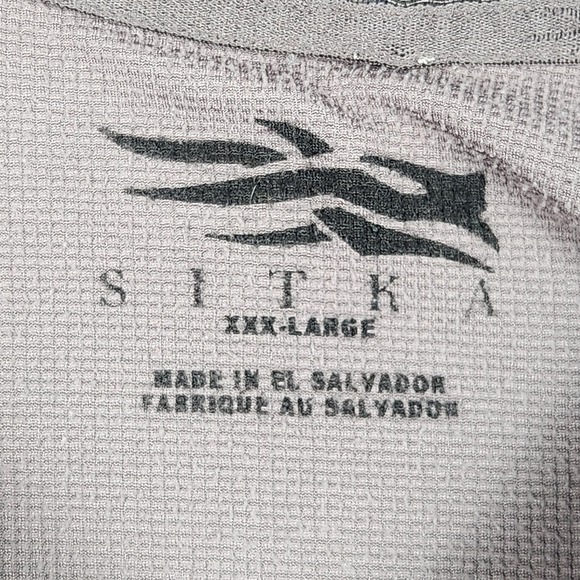 SITKA
XXX-LARGE
MADE IN EL SALVADOR
FABRIQUE AU SALVADOR